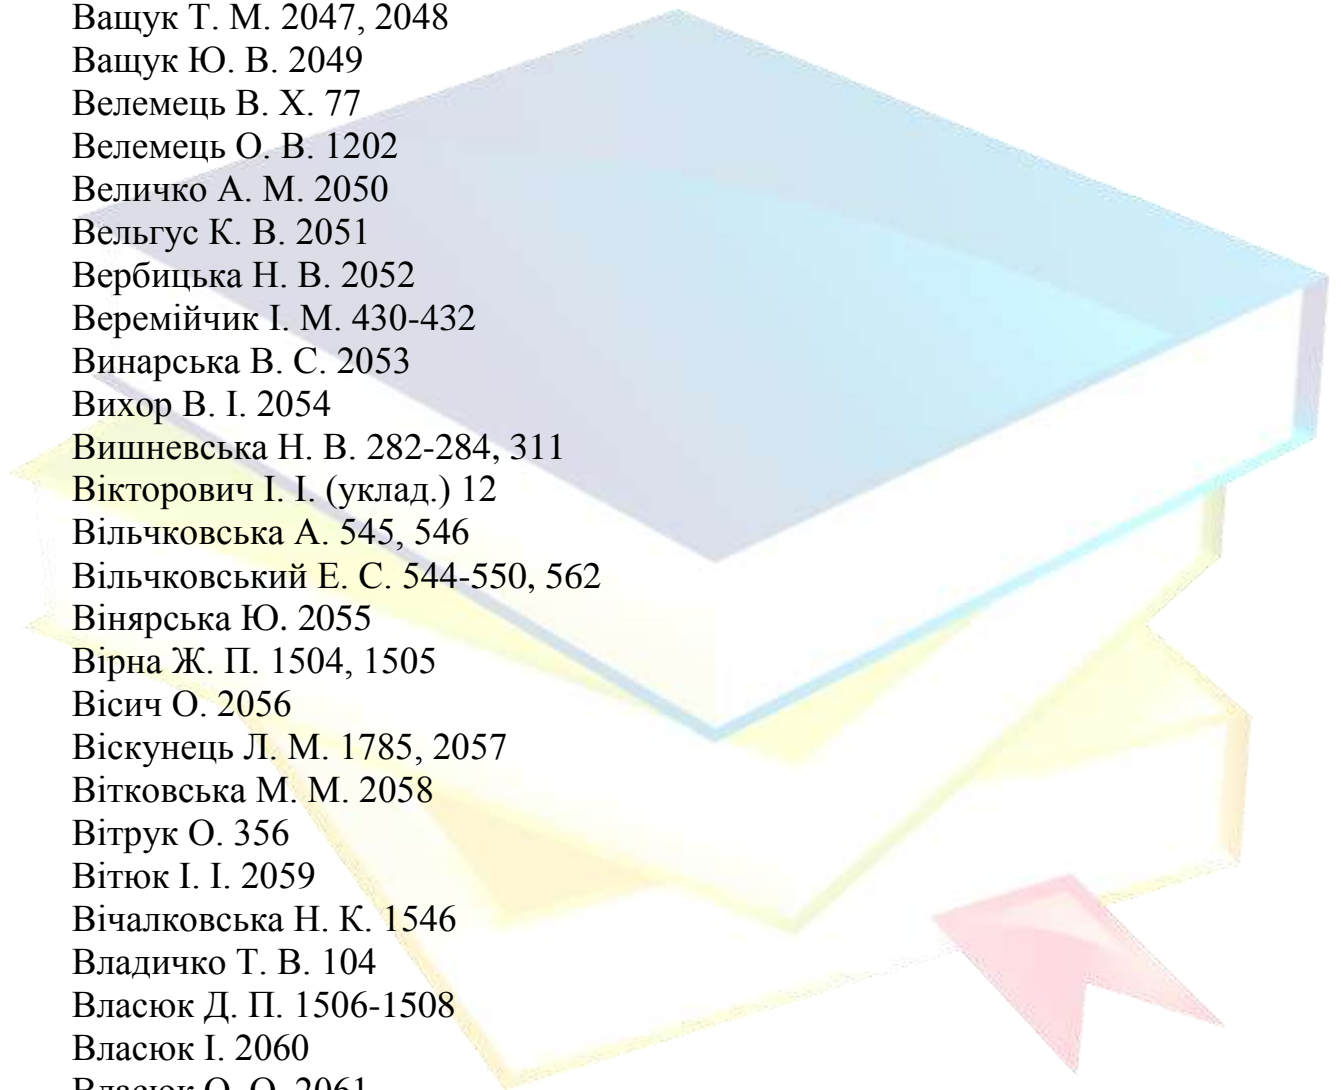 Ващук Т. М. 2047, 2048
Ващук Ю. В. 2049
Велемець В. Х. 77
Велемець О. В. 1202
Величко А. М. 2050
Вельгус К. В. 2051
Вербицька Н. В. 2052
Веремійчик І. М. 430-432
Винарська В. С. 2053
Вихор В. І. 2054
Вишневська Н. В. 282-284, 311
Вікторович І. І. (уклад.) 12
Вільчковська А. 545, 546
Вільчковський Е. С. 544-550, 562
Вінярська Ю. 2055
Вірна Ж. П. 1504, 1505
Вісич О. 2056
Віскунець Л. М. 1785, 2057
Вітковська М. М. 2058
Вітрук О. 356
Вітюк І. І. 2059
Вічалковська Н. К. 1546
Владичко Т. В. 104
Власюк Д. П. 1506-1508
Власюк І. 2060
Власюк О. О. 2061